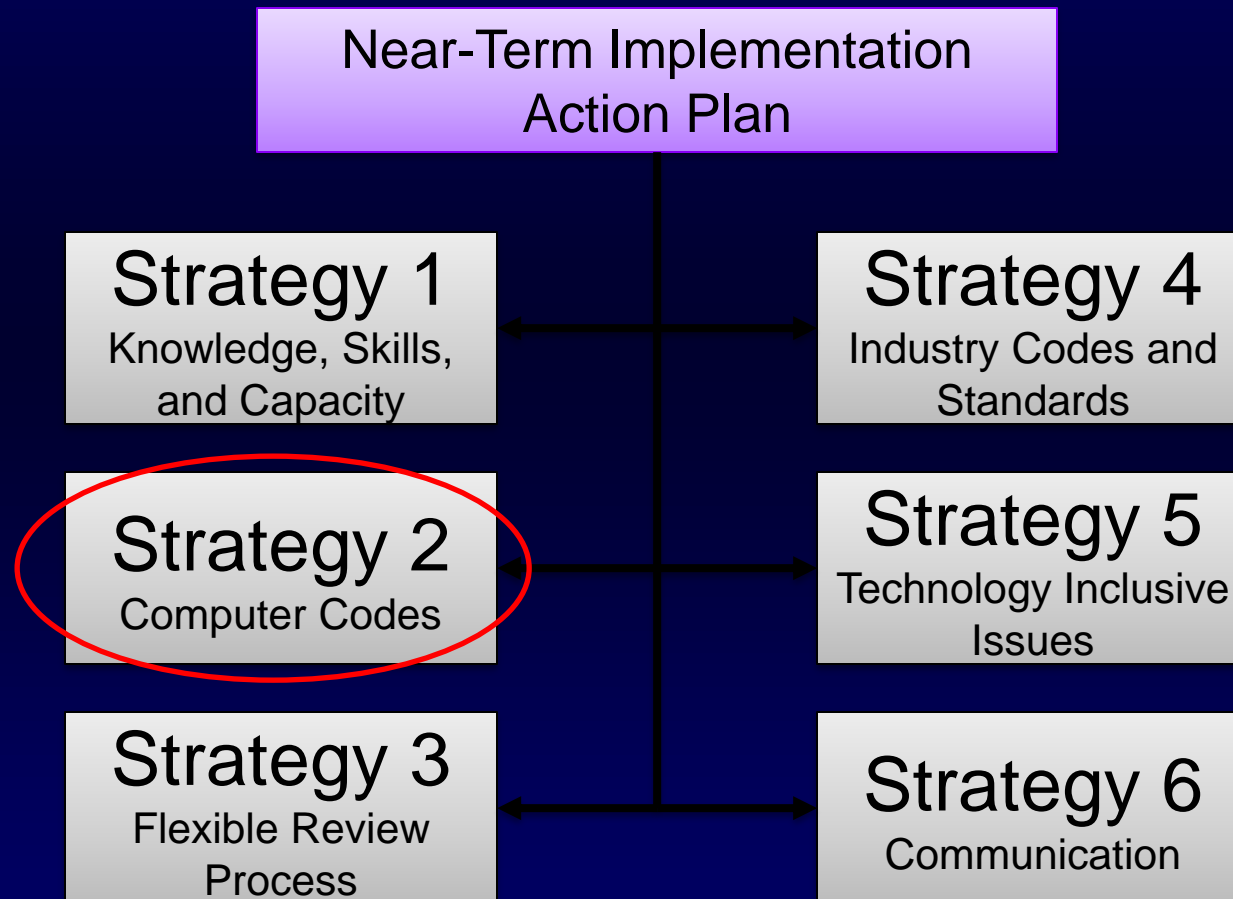 Near-Term Implementation
Action Plan
Strategy 1
Knowledge, Skills,
and Capacity
Strategy 2
Computer Codes
Strategy 3
Flexible Review
Process
Strategy 4
Industry Codes and
Standards
Strategy 5
Technology Inclusive
Issues
Strategy 6
Communication